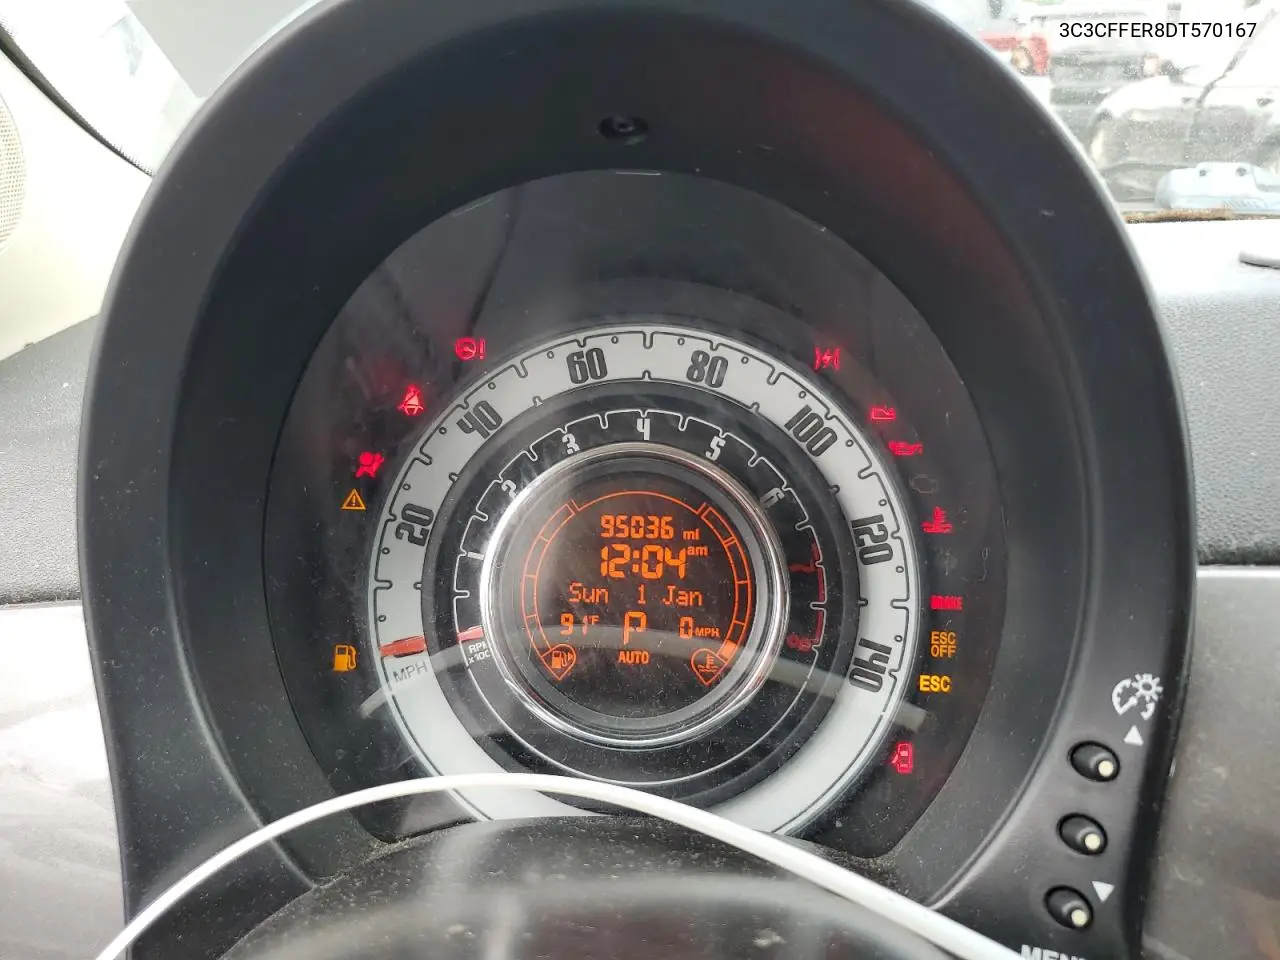 3C3CFFER8DT570167
60
80
40
100
20
120
MPH
140
1
2
3
4
5
6
RPM
95036 mi
12:04 am
Sun 1 Jan
91°F P 0 MPH
AUTO
BRAKE
ESC
OFF
ESC